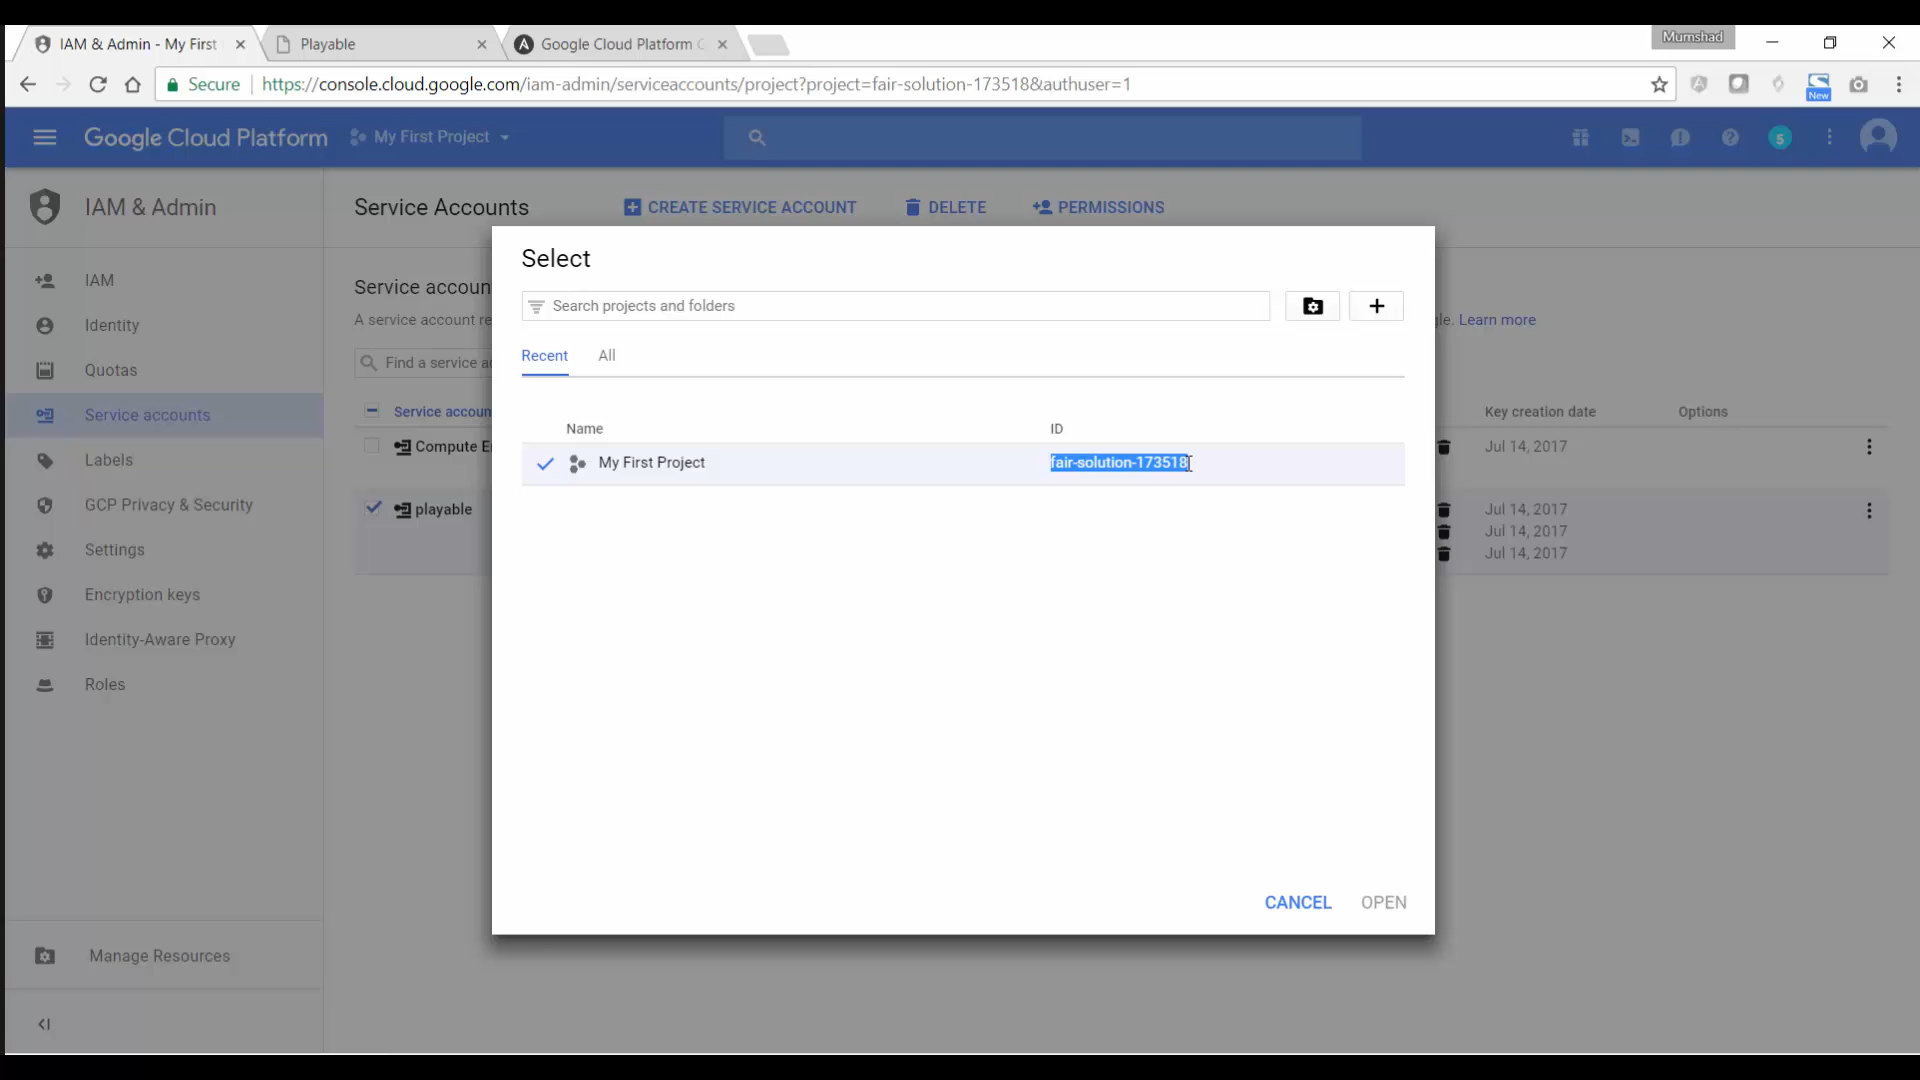 IAM & Admin - My First
Playable
Google Cloud Platform G
Mumshad
Secure
https://console.cloud.google.com/iam-admin/serviceaccounts/project?project=fair-solution-173518&authuser=1
New
Google Cloud Platform
My First Project
5
IAM & Admin
Service Accounts
CREATE SERVICE ACCOUNT
DELETE
PERMISSIONS
IAM
Identity
Quotas
Service accounts
Labels
GCP Privacy & Security
Settings
Encryption keys
Identity-Aware Proxy
Roles
Manage Resources
Service accoun
A service account re
gle. Learn more
Find a service ac
Service accoun
Key creation date
Options
Compute En
Jul 14, 2017
playable
Jul 14, 2017
Jul 14, 2017
Jul 14, 2017
Select
Search projects and folders
Recent
All
Name
ID
My First Project
fair-solution-173518
CANCEL
OPEN